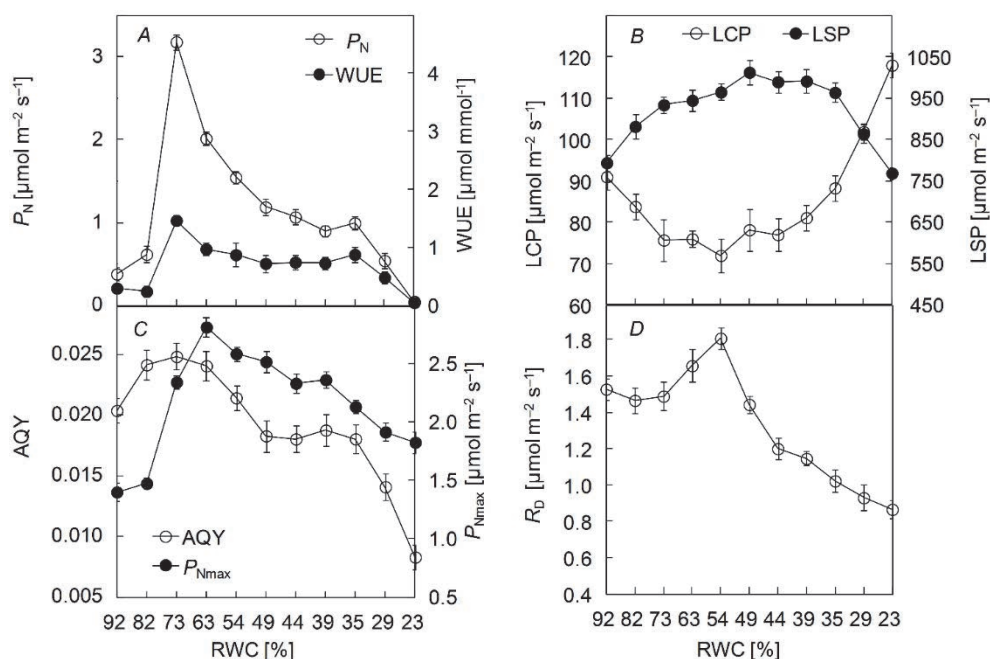 A
P_N
WUE
P_N [µmol m⁻² s⁻¹]
3
2
1
0
WUE [µmol mmol⁻¹]
4
3
2
1
0
B
LCP
LSP
LCP [µmol m⁻² s⁻¹]
120
110
100
90
80
70
60
LSP [µmol m⁻² s⁻¹]
1050
950
850
750
650
550
450
C
AQY
P_Nmax
AQY
0.025
0.020
0.015
0.010
0.005
P_Nmax [µmol m⁻² s⁻¹]
2.5
2.0
1.5
1.0
0.5
92 82 73 63 54 49 44 39 35 29 23
RWC [%]
D
R_D [µmol m⁻² s⁻¹]
1.8
1.6
1.4
1.2
1.0
0.8
0.6
0.4
92 82 73 63 54 49 44 39 35 29 23
RWC [%]